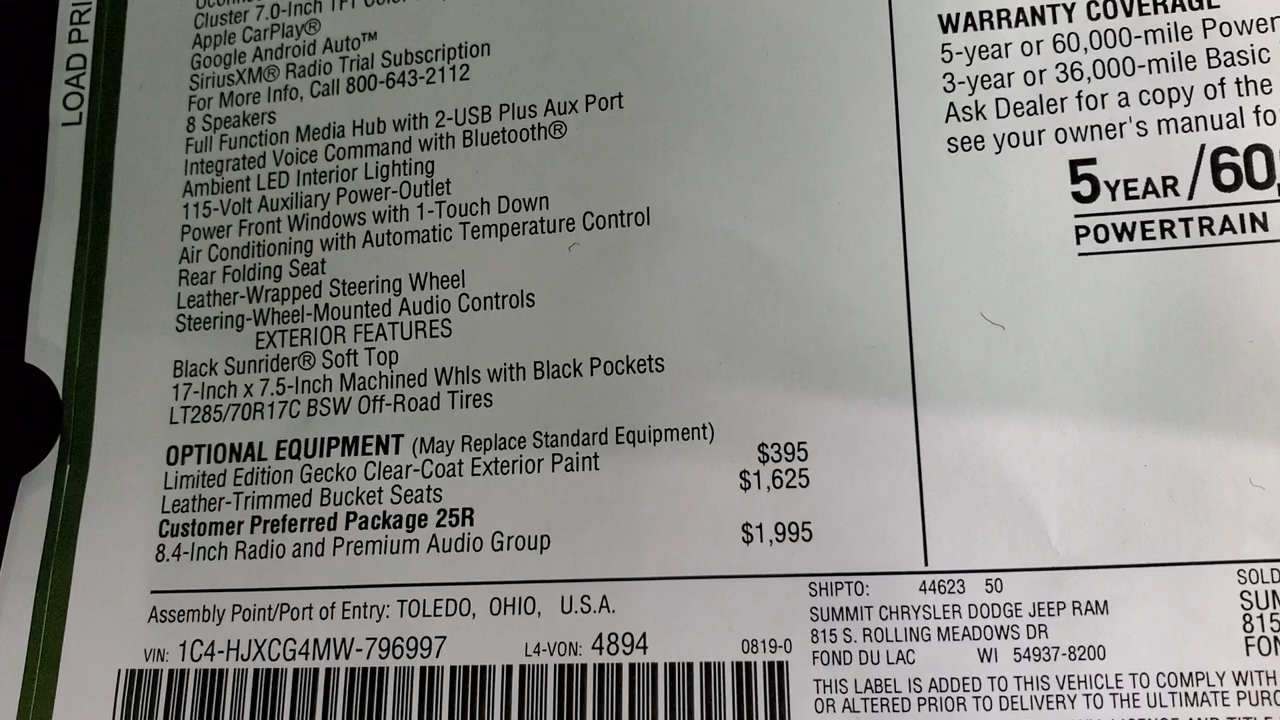 LOAD PRI
Cluster 7.0-Inch TFT Color
Apple CarPlay®
Google Android Auto™
SiriusXM® Radio Trial Subscription
For More Info, Call 800-643-2112
8 Speakers
Full Function Media Hub with 2-USB Plus Aux Port
Integrated Voice Command with Bluetooth®
Ambient LED Interior Lighting
115-Volt Auxiliary Power-Outlet
Power Front Windows with 1-Touch Down
Air Conditioning with Automatic Temperature Control
Rear Folding Seat
Leather-Wrapped Steering Wheel
Steering-Wheel-Mounted Audio Controls
EXTERIOR FEATURES
Black Sunrider® Soft Top
17-Inch x 7.5-Inch Machined Whls with Black Pockets
LT285/70R17C BSW Off-Road Tires
OPTIONAL EQUIPMENT (May Replace Standard Equipment)
Limited Edition Gecko Clear-Coat Exterior Paint $395
Leather-Trimmed Bucket Seats $1,625
Customer Preferred Package 25R
8.4-Inch Radio and Premium Audio Group $1,995
WARRANTY COVERAGE
5-year or 60,000-mile Power
3-year or 36,000-mile Basic
Ask Dealer for a copy of the
see your owner's manual fo
5 YEAR / 60,
POWERTRAIN
Assembly Point/Port of Entry: TOLEDO, OHIO, U.S.A.
VIN: 1C4-HJXCG4MW-796997 L4-VON: 4894 0819-0
SHIPTO: 44623 50
SUMMIT CHRYSLER DODGE JEEP RAM
815 S. ROLLING MEADOWS DR
FOND DU LAC WI 54937-8200
SOLD
SUM
815
FON
THIS LABEL IS ADDED TO THIS VEHICLE TO COMPLY WITH
OR ALTERED PRIOR TO DELIVERY TO THE ULTIMATE PURC